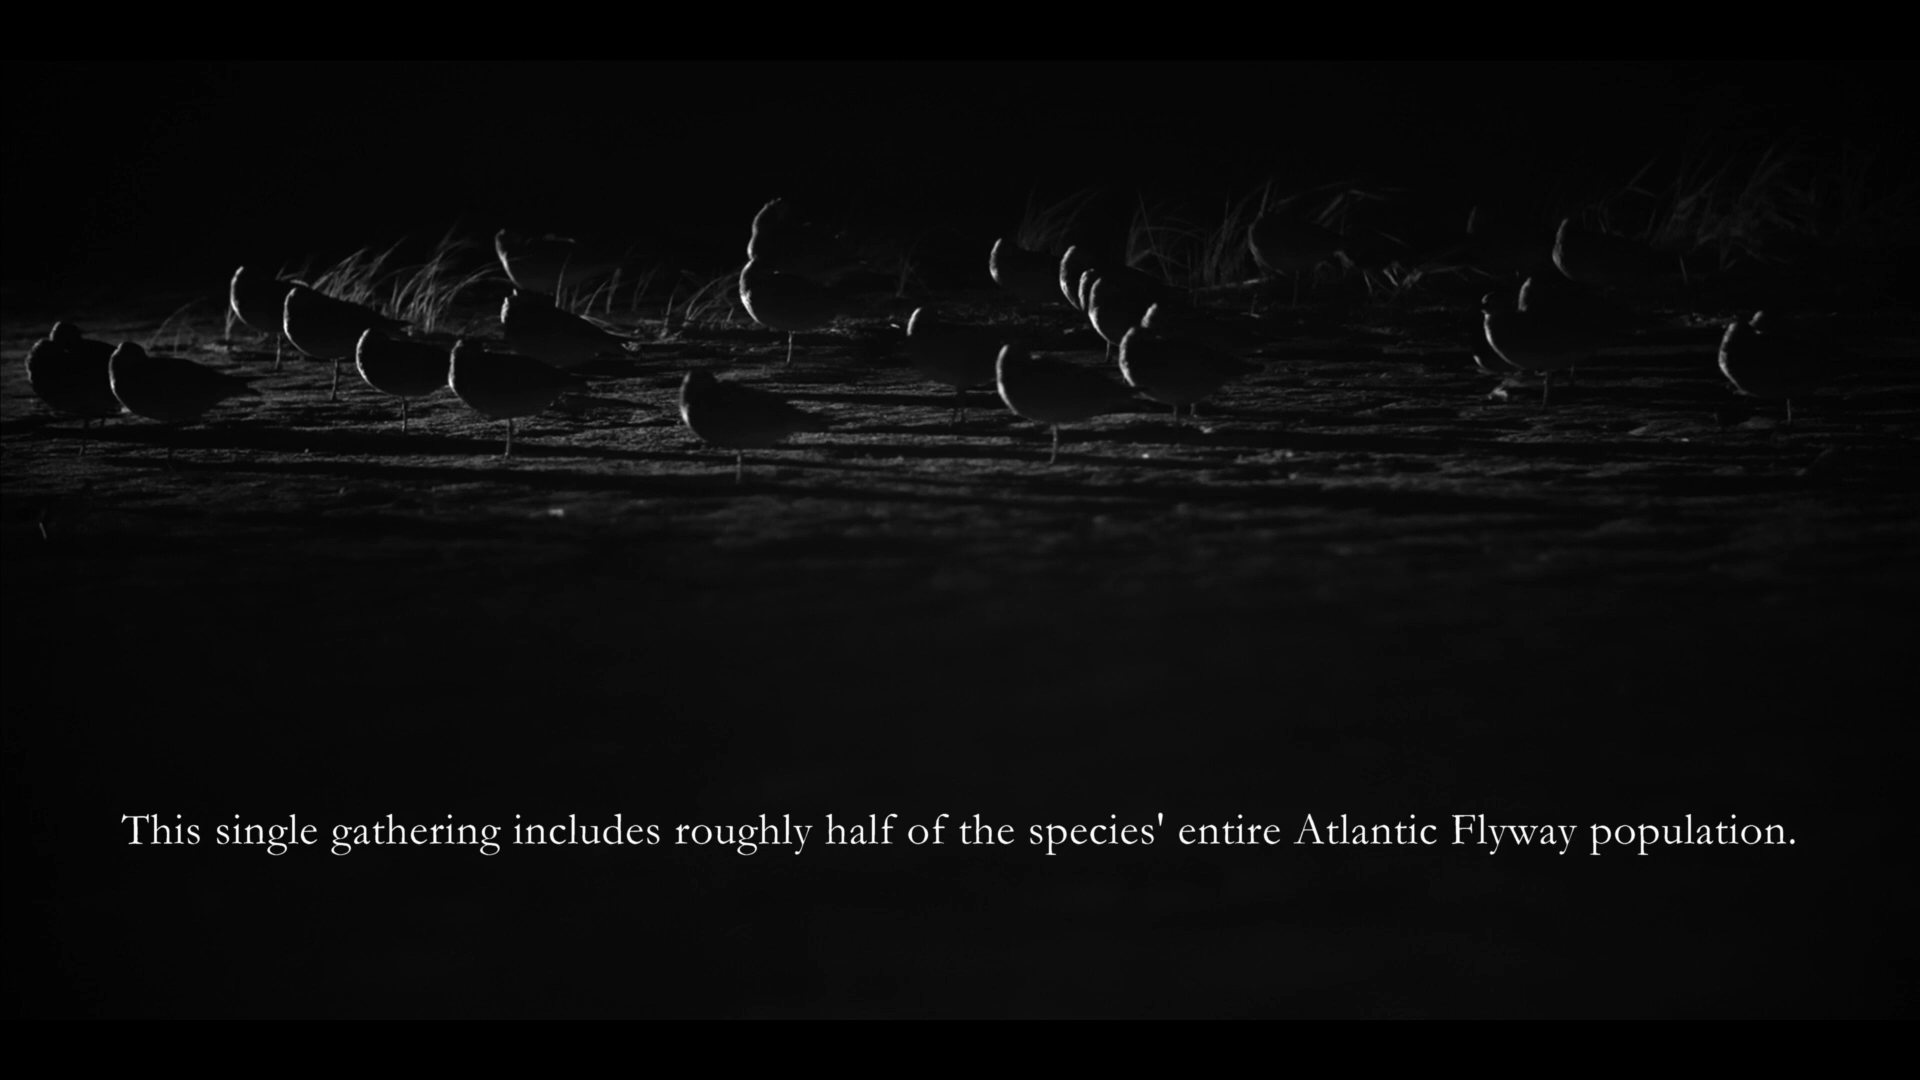 This single gathering includes roughly half of the species' entire Atlantic Flyway population.